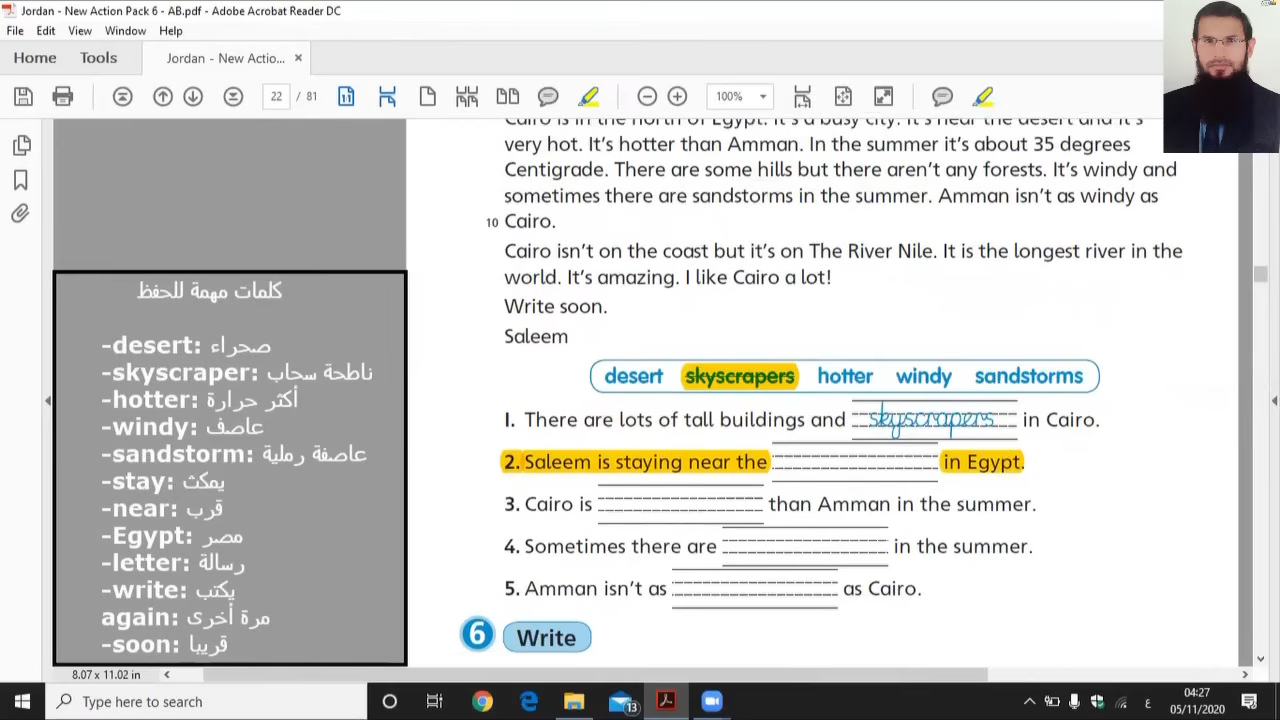 Jordan - New Action Pack 6 - AB.pdf - Adobe Acrobat Reader DC
File Edit View Window Help
Home Tools Jordan - New Actio... ×
22 / 81 100%
very hot. It's hotter than Amman. In the summer it's about 35 degrees
Centigrade. There are some hills but there aren't any forests. It's windy and
sometimes there are sandstorms in the summer. Amman isn't as windy as
10 Cairo.
Cairo isn't on the coast but it's on The River Nile. It is the longest river in the
world. It's amazing. I like Cairo a lot!
Write soon.
Saleem
desert skyscrapers hotter windy sandstorms
1. There are lots of tall buildings and skyscrapers in Cairo.
2. Saleem is staying near the in Egypt.
3. Cairo is than Amman in the summer.
4. Sometimes there are in the summer.
5. Amman isn't as as Cairo.
6 Write
كلمات مهمة للحفظ
-desert: صحراء
-skyscraper: ناطحة سحاب
-hotter: أكثر حرارة
-windy: عاصف
-sandstorm: عاصفة رملية
-stay: يمكث
-near: قرب
-Egypt: مصر
-letter: رسالة
-write: يكتب
again: مرة أخرى
-soon: قريبا
8.07 x 11.02 in
Type here to search
13
ع
04:27
05/11/2020